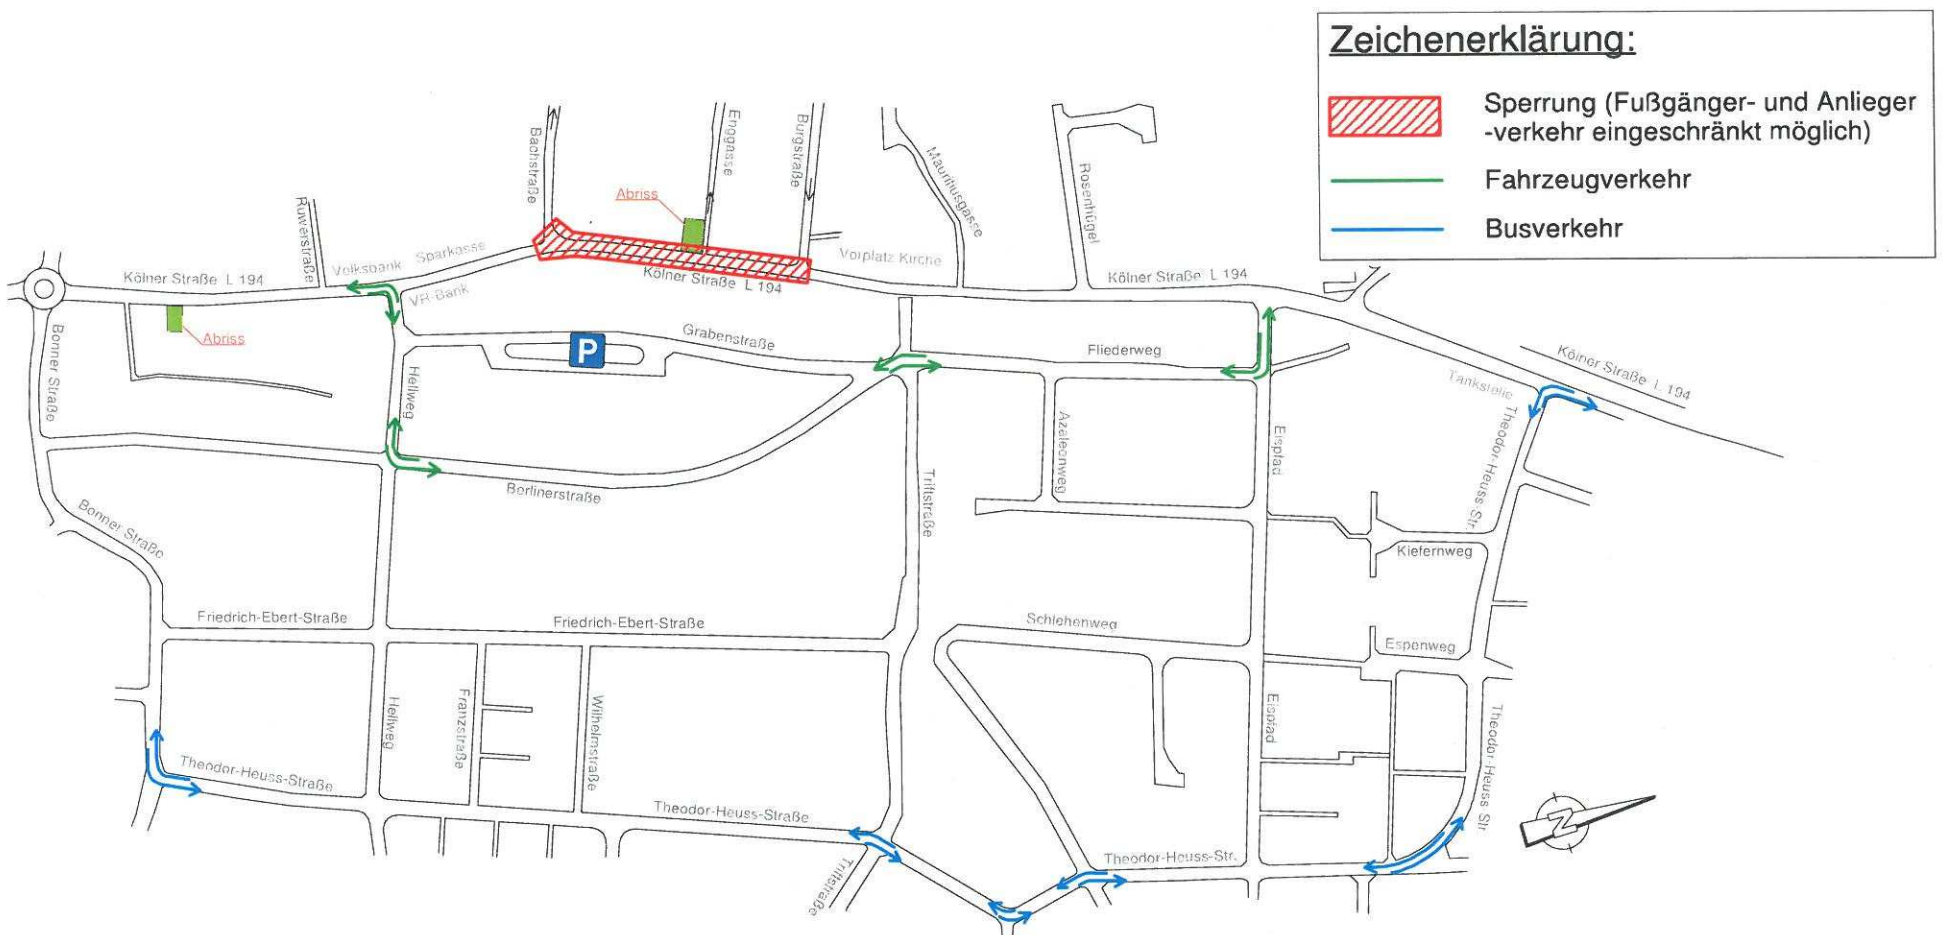 Zeichenerklärung:
Sperrung (Fußgänger- und Anlieger
-verkehr eingeschränkt möglich)
Fahrzeugverkehr
Busverkehr
Bachstraße
Enggasse
Burgstraße
Mauritiusgasse
Rosenhügel
Abriss
Ruwerstraße
Volksbank
Sparkasse
Vorplatz Kirche
Kölner Straße L 194
Kölner Straße L 194
Kölner Straße L 194
VR-Bank
Abriss
Bonner Straße
Grabenstraße
P
Fliederweg
Kölner Straße L 194
Tankstelle
Hellweg
Azaleenweg
Eispfad
Theodor-Heuss-Str.
Berlinerstraße
Triftstraße
Bonner Straße
Kiefernweg
Friedrich-Ebert-Straße
Friedrich-Ebert-Straße
Schlehenweg
Espenweg
Hellweg
Franzstraße
Wilhelmstraße
Eispfad
Theodor-Heuss Str.
Theodor-Heuss-Straße
Theodor-Heuss-Straße
Theodor-Heuss-Str.
Triftstraße
N